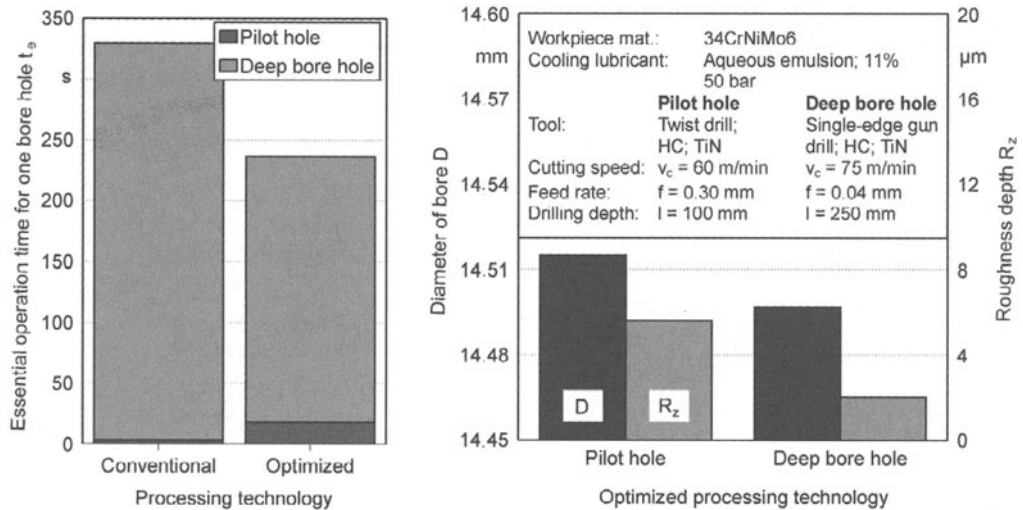 Essential operation time for one bore hole tₑ
350
s
250
200
150
100
50
0
Pilot hole
Deep bore hole
Conventional
Optimized
Processing technology
Diameter of bore D
14.60
mm
14.57
14.54
14.51
14.48
14.45
Workpiece mat.: 34CrNiMo6
Cooling lubricant: Aqueous emulsion; 11%
50 bar
Pilot hole Deep bore hole
Tool: Twist drill; Single-edge gun
HC; TiN drill; HC; TiN
Cutting speed: v_c = 60 m/min v_c = 75 m/min
Feed rate: f = 0.30 mm f = 0.04 mm
Drilling depth: l = 100 mm l = 250 mm
D
R_z
20
µm
16
12
8
4
0
Roughness depth R_z
Pilot hole
Deep bore hole
Optimized processing technology